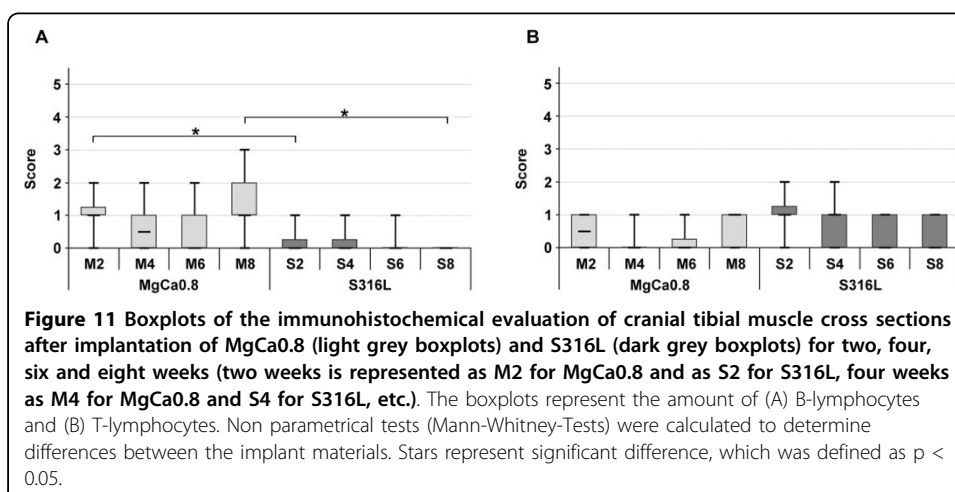 A
B
5
4
3
2
1
0
Score
*
*
M2 M4 M6 M8 S2 S4 S6 S8
MgCa0.8 S316L
5
4
3
2
1
0
Score
M2 M4 M6 M8 S2 S4 S6 S8
MgCa0.8 S316L
Figure 11 Boxplots of the immunohistochemical evaluation of cranial tibial muscle cross sections
after implantation of MgCa0.8 (light grey boxplots) and S316L (dark grey boxplots) for two, four,
six and eight weeks (two weeks is represented as M2 for MgCa0.8 and as S2 for S316L, four weeks
as M4 for MgCa0.8 and S4 for S316L, etc.). The boxplots represent the amount of (A) B-lymphocytes
and (B) T-lymphocytes. Non parametrical tests (Mann-Whitney-Tests) were calculated to determine
differences between the implant materials. Stars represent significant difference, which was defined as p <
0.05.